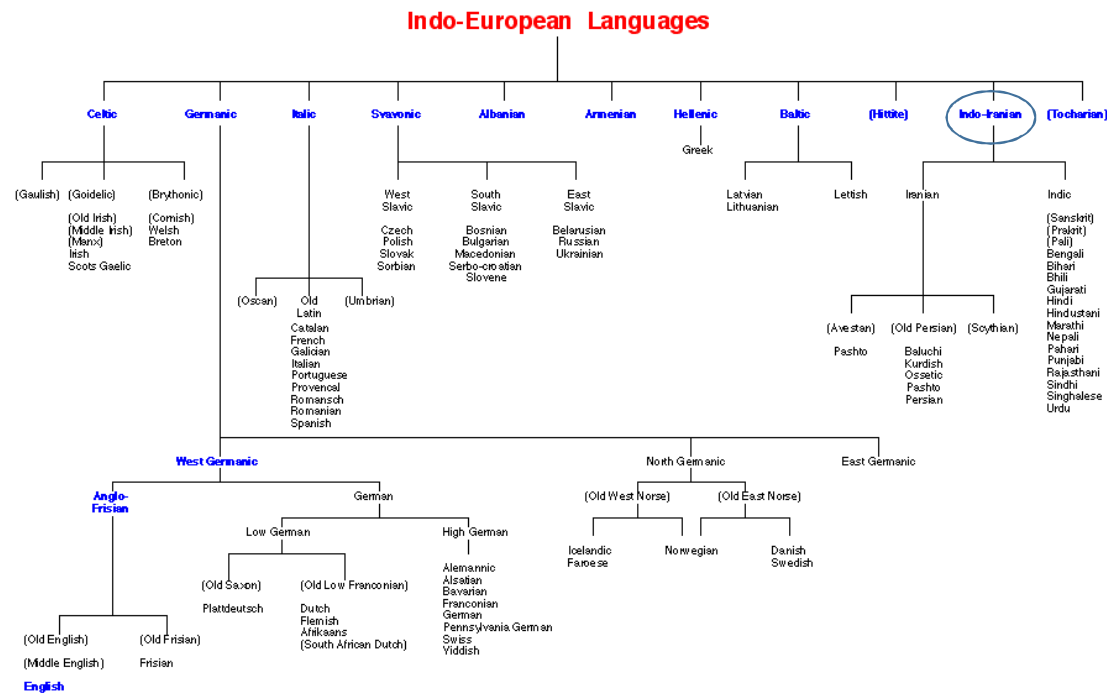 Indo-European Languages
Celtic Germanic Italic Svavonic Albanian Armenian Hellenic Baltic (Hittite) Indo-Iranian (Tocharian)
Greek
(Gaulish)
(Goidelic)
(Old Irish)
(Middle Irish)
(Manx)
Irish
Scots Gaelic
(Brythonic)
(Cornish)
Welsh
Breton
(Oscan)
Old
Latin
Catalan
French
Galician
Italian
Portuguese
Provencal
Romansch
Romanian
Spanish
(Umbrian)
West
Slavic
Czech
Polish
Slovak
Sorbian
South
Slavic
Bosnian
Bulgarian
Macedonian
Serbo-croatian
Slovene
East
Slavic
Belarusian
Russian
Ukrainian
Latvian
Lithuanian
Lettish
Iranian
(Avestan)
Pashto
(Old Persian)
Baluchi
Kurdish
Ossetic
Pashto
Persian
(Scythian)
Indic
(Sanskrit)
(Prakrit)
(Pali)
Bengali
Bihari
Bhili
Gujarati
Hindi
Hindustani
Marathi
Nepali
Pahari
Punjabi
Rajasthani
Sindhi
Singhalese
Urdu
West Germanic
North Germanic
East Germanic
Anglo-
Frisian
German
Low German
High German
(Old West Norse)
(Old East Norse)
Icelandic
Faroese
Norwegian
Danish
Swedish
(Old Saxon)
Plattdeutsch
(Old Low Franconian)
Dutch
Flemish
Afrikaans
(South African Dutch)
Alemannic
Alsatian
Bavarian
Franconian
German
Pennsylvania German
Swiss
Yiddish
(Old English)
(Middle English)
English
(Old Frisian)
Frisian